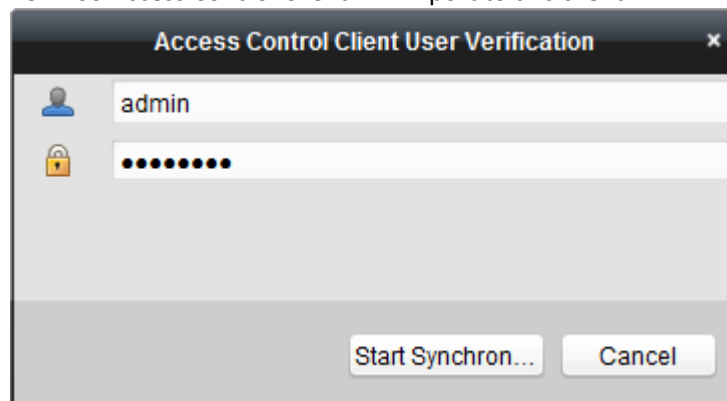 Access Control Client User Verification ×
admin
••••••••
Start Synchron... Cancel